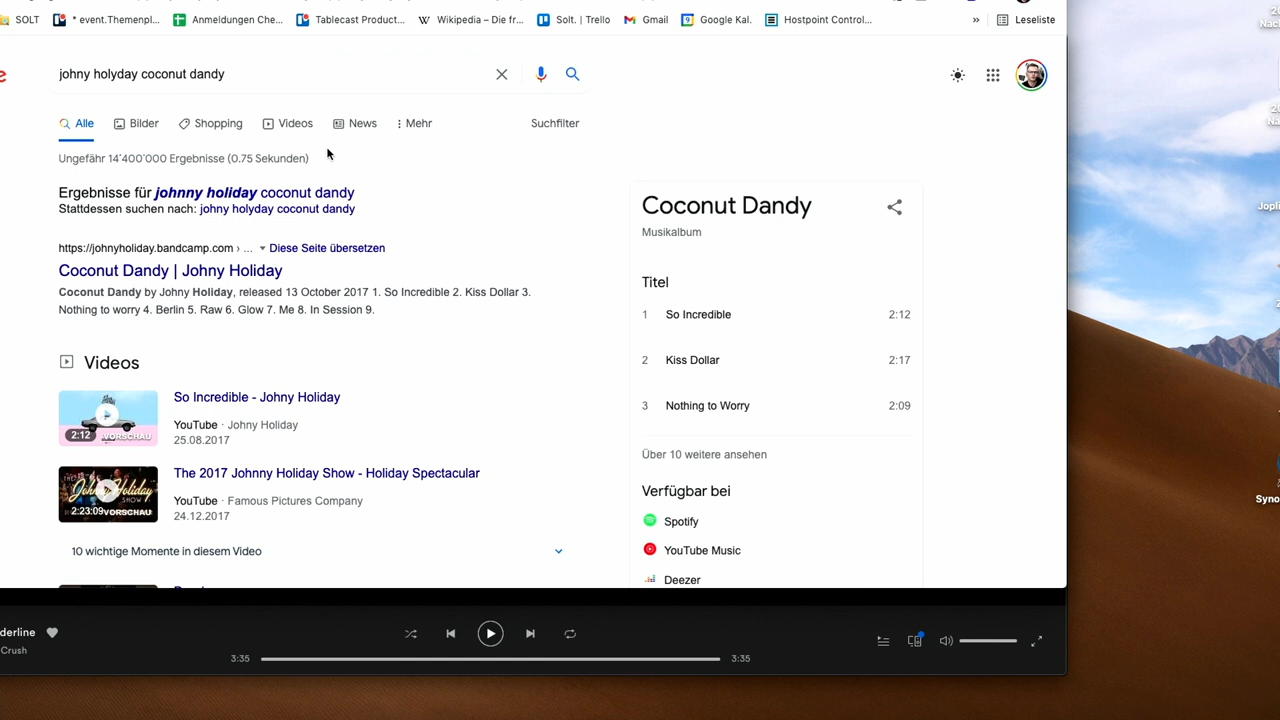 SOLT * event.Themenpl... Anmeldungen Che... Tablecast Product... Wikipedia – Die fr... Solt. | Trello Gmail Google Kal. Hostpoint Control... » Leseliste
johny holyday coconut dandy
Alle Bilder Shopping Videos News Mehr Suchfilter
Ungefähr 14'400'000 Ergebnisse (0.75 Sekunden)
Ergebnisse für johnny holiday coconut dandy
Stattdessen suchen nach: johny holyday coconut dandy
https://johnyholiday.bandcamp.com › ... Diese Seite übersetzen
Coconut Dandy | Johny Holiday
Coconut Dandy by Johny Holiday, released 13 October 2017 1. So Incredible 2. Kiss Dollar 3.
Nothing to worry 4. Berlin 5. Raw 6. Glow 7. Me 8. In Session 9.
Videos
So Incredible - Johny Holiday
YouTube · Johny Holiday
25.08.2017
2:12 VORSCHAU
The 2017 Johnny Holiday Show - Holiday Spectacular
YouTube · Famous Pictures Company
24.12.2017
Johnny Holiday
2:23:09 VORSCHAU
10 wichtige Momente in diesem Video
Coconut Dandy
Musikalbum
Titel
1 So Incredible 2:12
2 Kiss Dollar 2:17
3 Nothing to Worry 2:09
Über 10 weitere ansehen
Verfügbar bei
Spotify
YouTube Music
Deezer
derline
Crush
3:35 3:35
Jopli
Syno